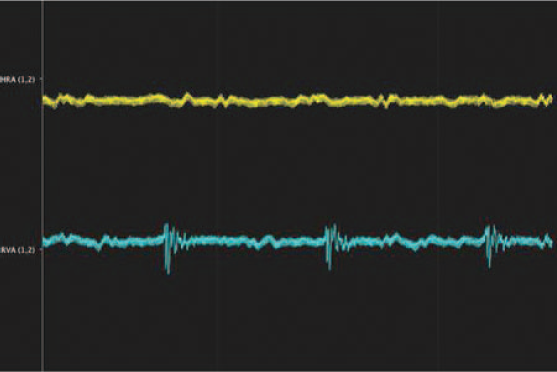 HRA (1,2)
RVA (1,2)